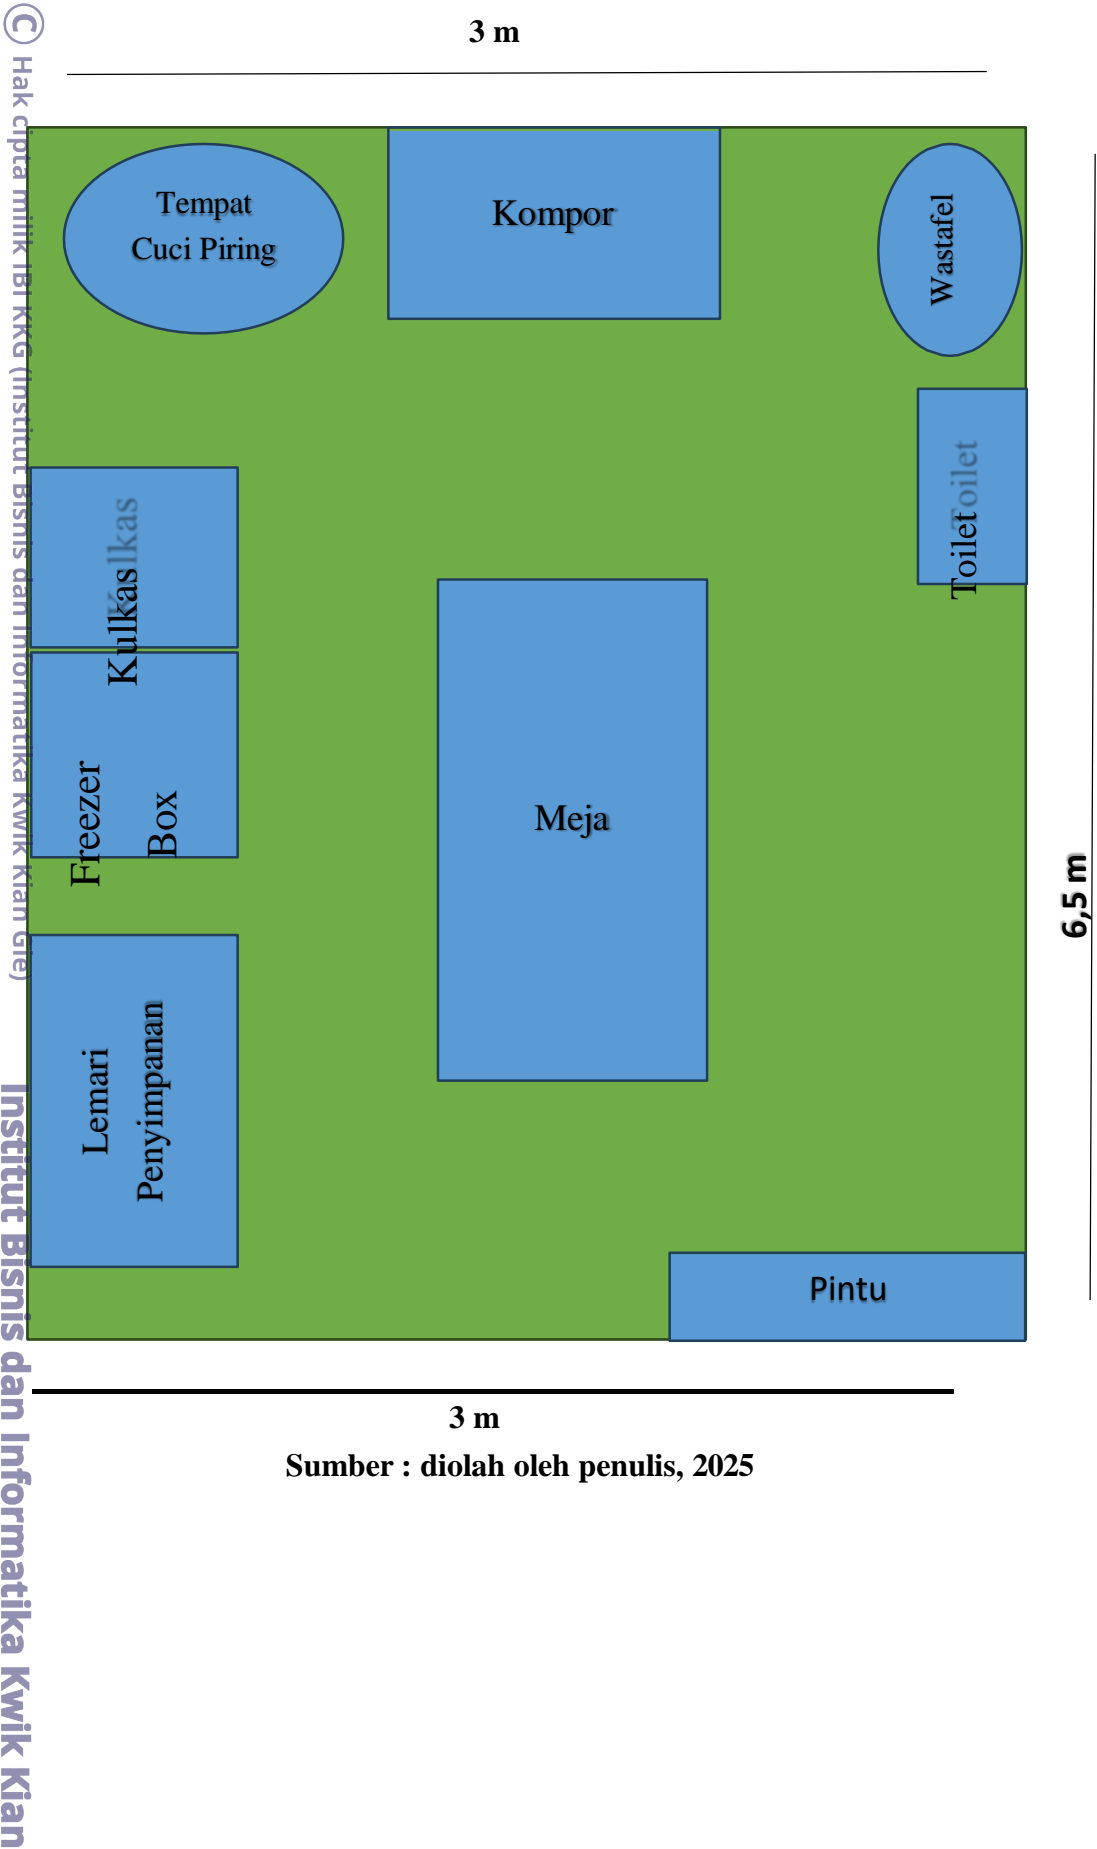 3 m
Tempat
Cuci Piring
Kompor
Wastafel
Toilet
Toilet
Kulkas
Kulkas
Freezer
Box
Meja
Lemari
Penyimpanan
Pintu
6,5 m
3 m
Sumber : diolah oleh penulis, 2025
© Hak cipta milik IBI KKG (Institut Bisnis dan Informatika Kwik Kian Gie)
Institut Bisnis dan Informatika Kwik Kian